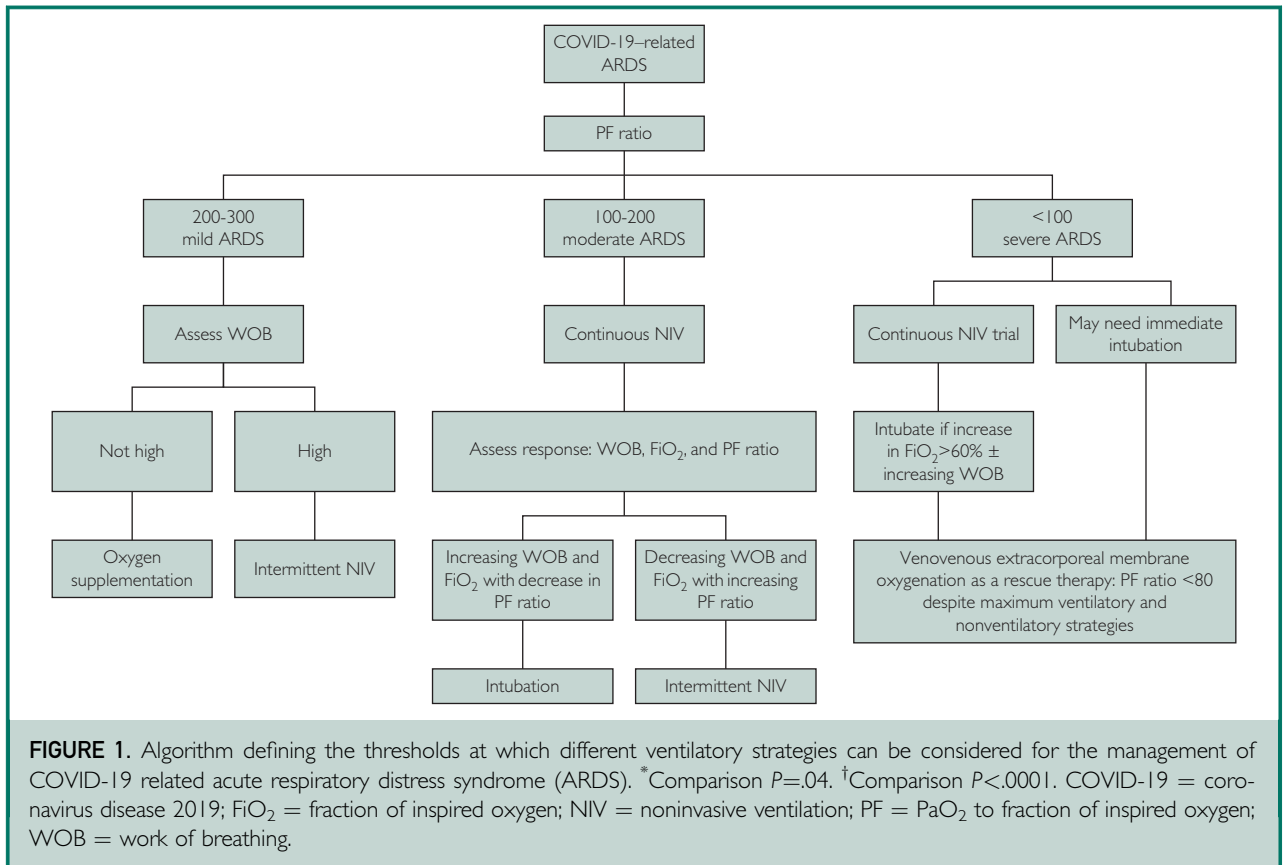 COVID-19–related
ARDS
PF ratio
200-300
mild ARDS
100-200
moderate ARDS
<100
severe ARDS
Assess WOB
Continuous NIV
Continuous NIV trial
May need immediate
intubation
Not high
High
Assess response: WOB, FiO₂, and PF ratio
Intubate if increase
in FiO₂>60% ±
increasing WOB
Oxygen
supplementation
Intermittent NIV
Increasing WOB and
FiO₂ with decrease in
PF ratio
Decreasing WOB and
FiO₂ with increasing
PF ratio
Venovenous extracorporeal membrane
oxygenation as a rescue therapy: PF ratio <80
despite maximum ventilatory and
nonventilatory strategies
Intubation
Intermittent NIV
FIGURE 1. Algorithm defining the thresholds at which different ventilatory strategies can be considered for the management of
COVID-19 related acute respiratory distress syndrome (ARDS). *Comparison P=.04. †Comparison P<.0001. COVID-19 = coro-
navirus disease 2019; FiO₂ = fraction of inspired oxygen; NIV = noninvasive ventilation; PF = PaO₂ to fraction of inspired oxygen;
WOB = work of breathing.